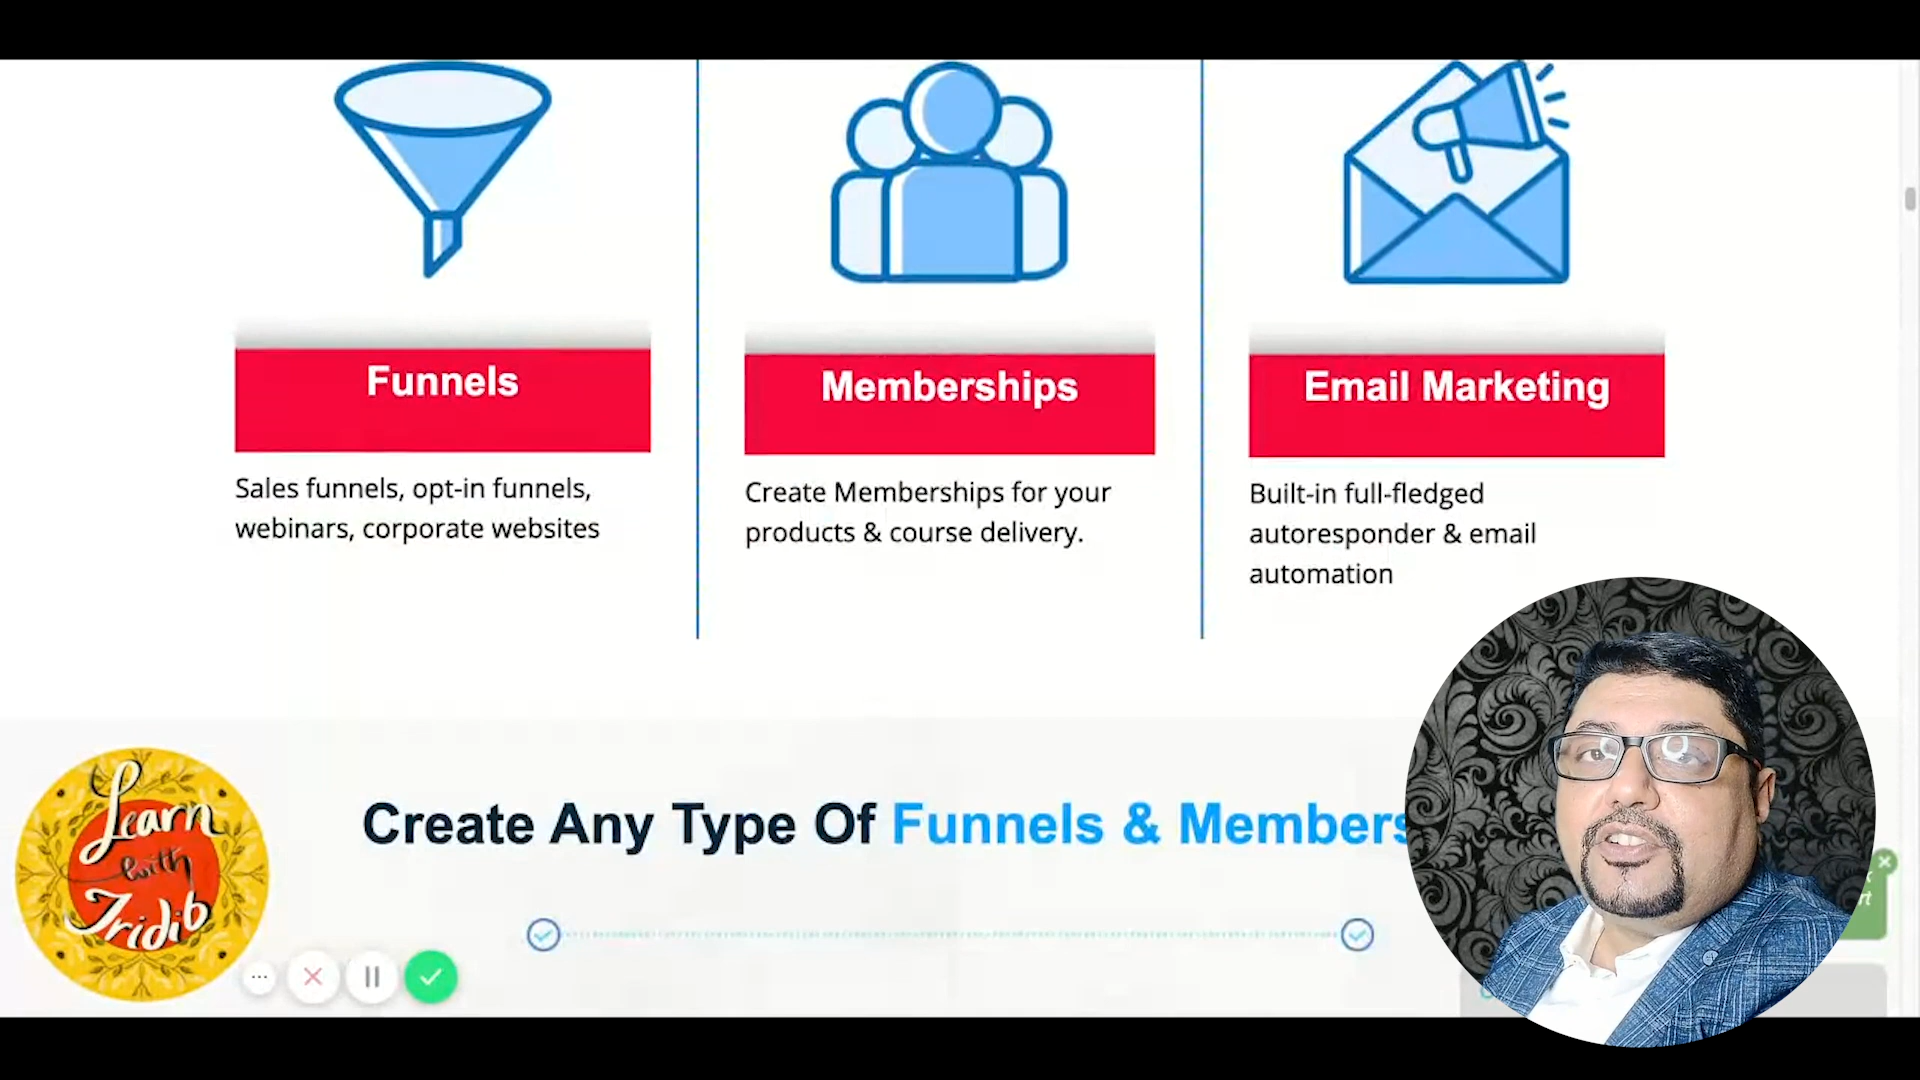 Funnels
Memberships
Email Marketing
Sales funnels, opt-in funnels,
webinars, corporate websites
Create Memberships for your
products & course delivery.
Built-in full-fledged
autoresponder & email
automation
Create Any Type Of Funnels & Members
Learn
with
Tridib